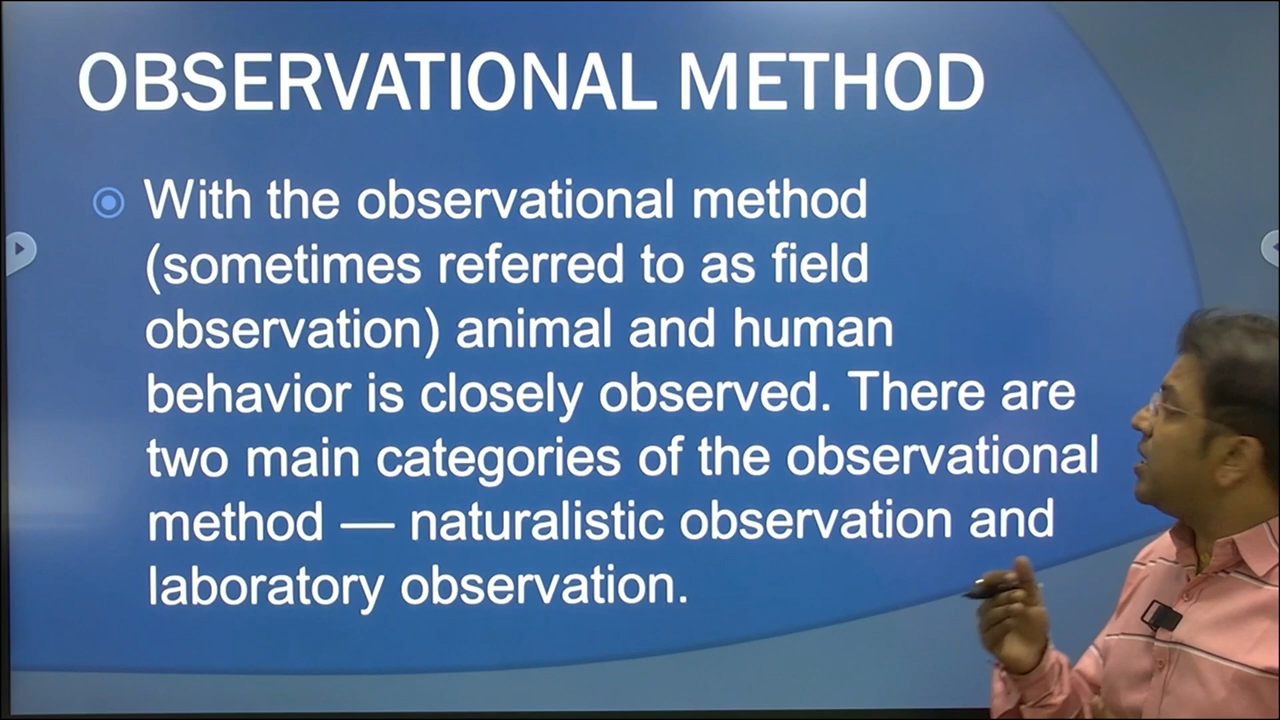 OBSERVATIONAL METHOD
With the observational method
(sometimes referred to as field
observation) animal and human
behavior is closely observed. There are
two main categories of the observational
method — naturalistic observation and
laboratory observation.